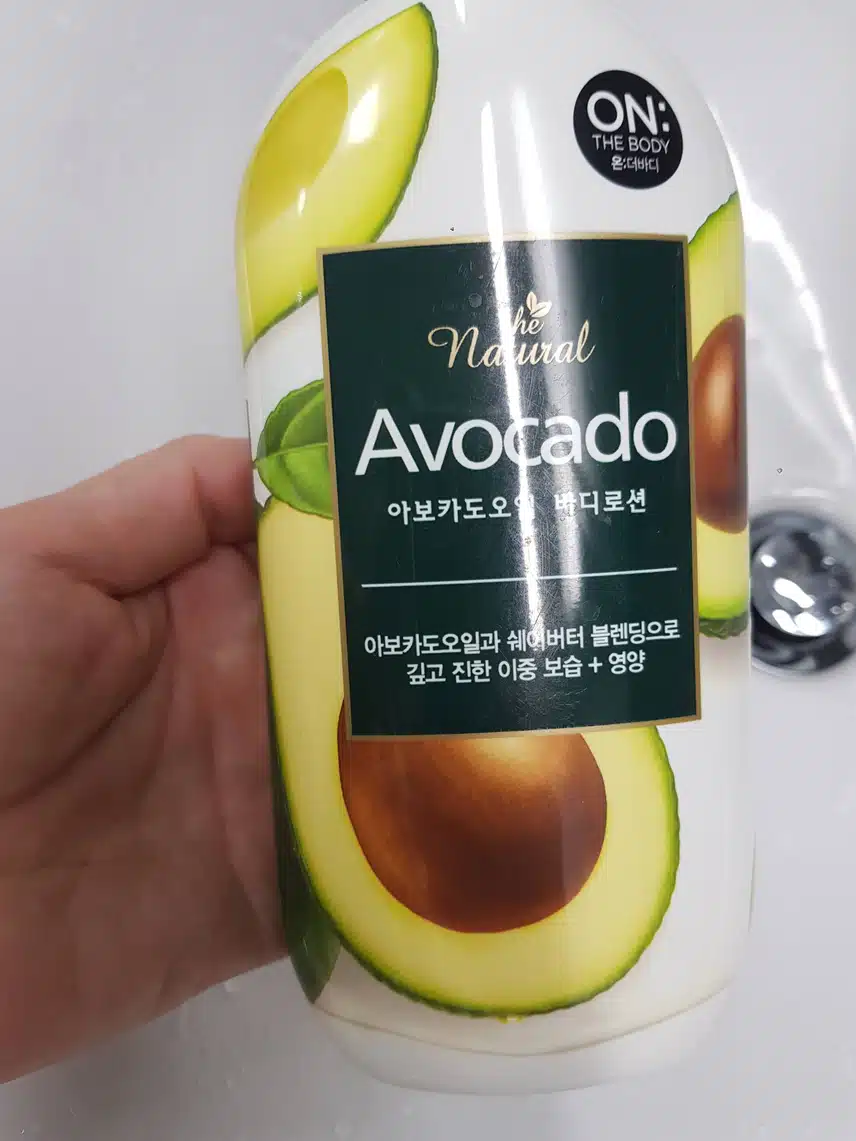 ON:
THE BODY
온:더바디
the
Natural
Avocado
아보카도오일 바디로션
아보카도오일과 쉐어버터 블렌딩으로
깊고 진한 이중 보습 + 영양